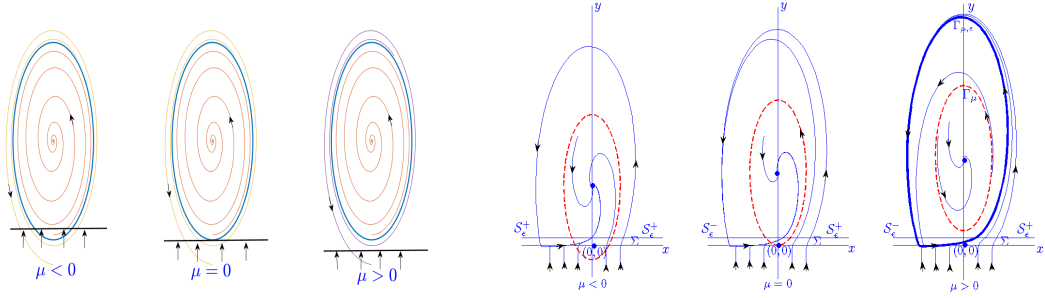 μ < 0
μ = 0
μ > 0
y
S_ϵ^+
S_ϵ^+
Σ
(0,0)
x
μ < 0
y
S_ϵ^-
S_ϵ^+
Σ
(0,0)
x
μ = 0
y
Γ_{μ,ϵ}
Γ_μ
S_ϵ^-
S_ϵ^+
Σ
(0,0)
x
μ > 0